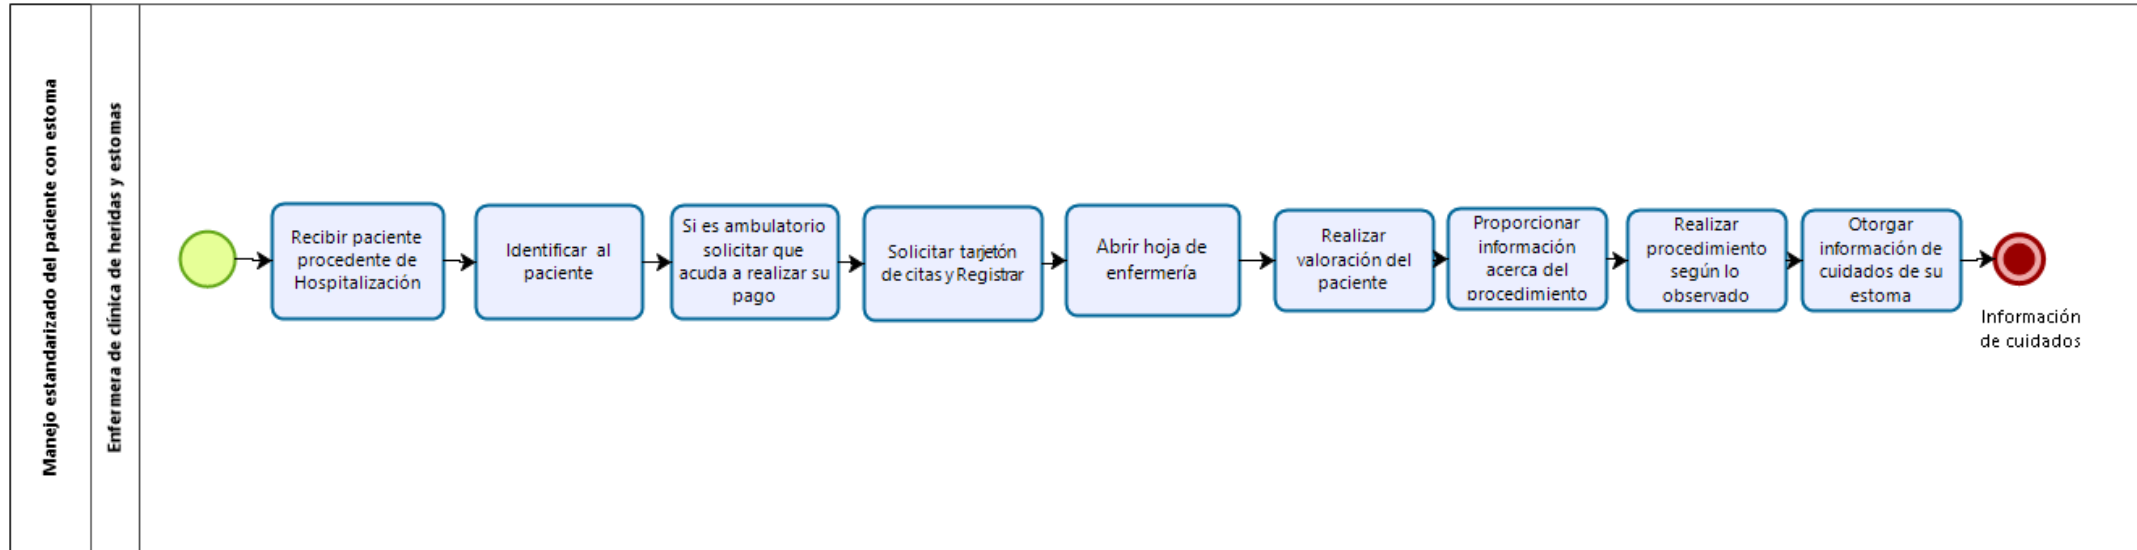 Manejo estandarizado del paciente con estoma
Enfermera de clínica de heridas y estomas
Recibir paciente
procedente de
Hospitalización
Identificar al
paciente
Si es ambulatorio
solicitar que
acuda a realizar su
pago
Solicitar tarjetón
de citas y Registrar
Abrir hoja de
enfermería
Realizar
valoración del
paciente
Proporcionar
información
acerca del
procedimiento
Realizar
procedimiento
según lo
observado
Otorgar
información de
cuidados de su
estoma
Información
de cuidados